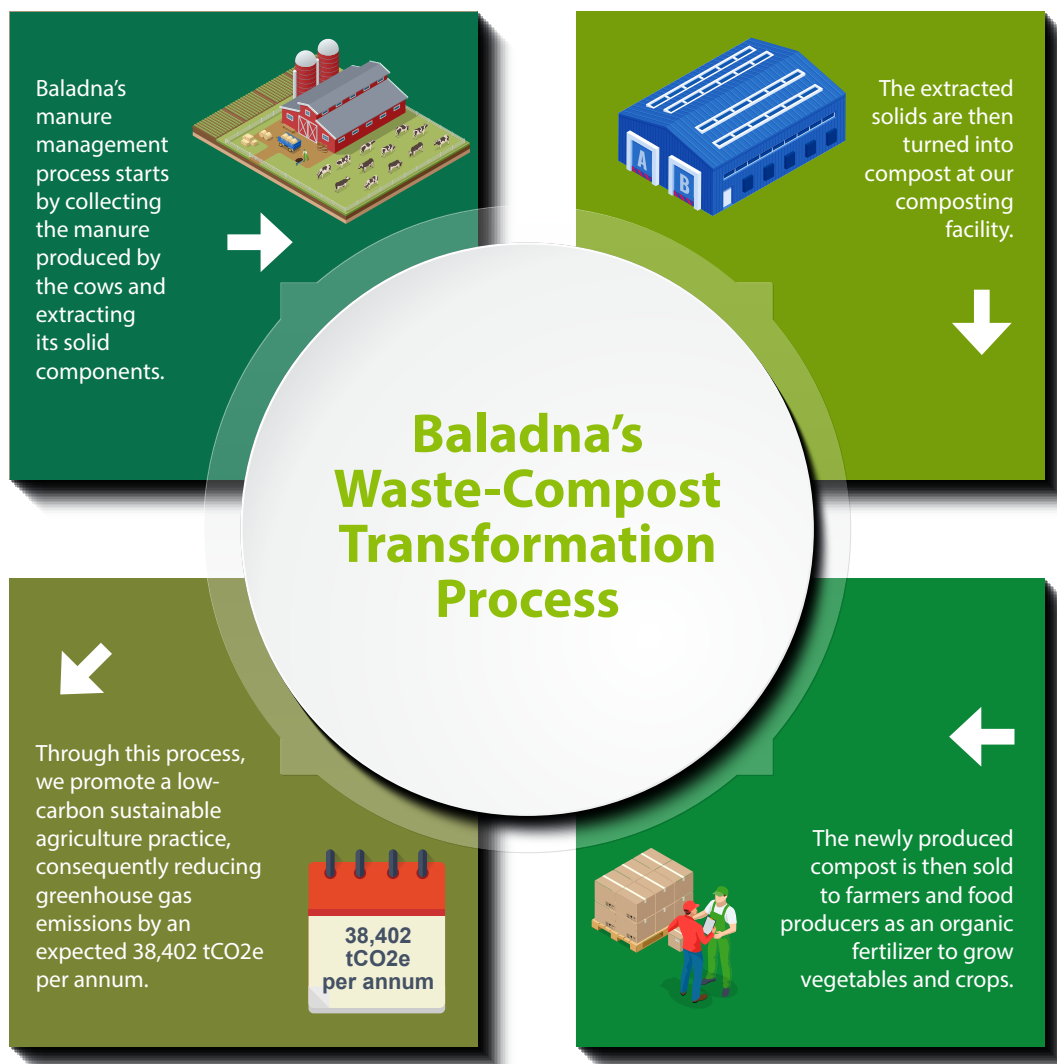 Baladna’s
manure
management
process starts
by collecting
the manure
produced by
the cows and
extracting
its solid
components.
A
B
The extracted
solids are then
turned into
compost at our
composting
facility.
Baladna’s
Waste-Compost
Transformation
Process
The newly produced
compost is then sold
to farmers and food
producers as an organic
fertilizer to grow
vegetables and crops.
Through this process,
we promote a low-
carbon sustainable
agriculture practice,
consequently reducing
greenhouse gas
emissions by an
expected 38,402 tCO2e
per annum.
38,402
tCO2e
per annum